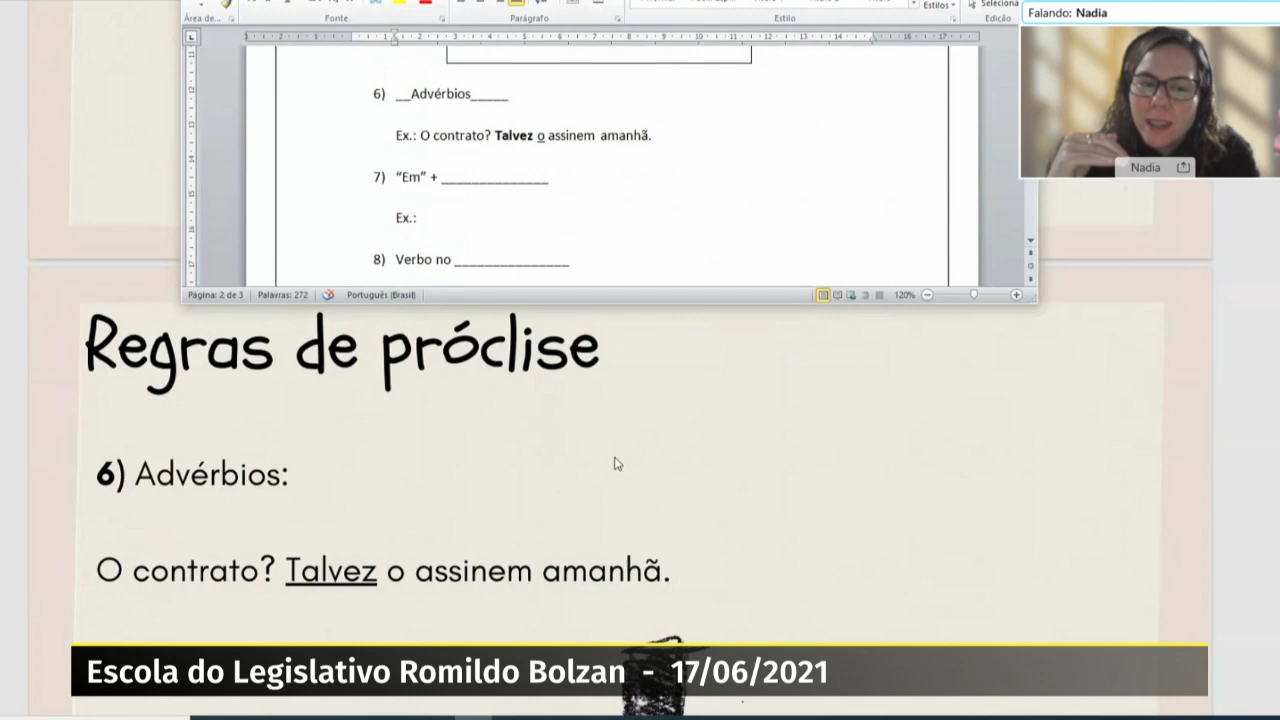 Seleciona
Estilos
Área de...
Fonte
Parágrafo
Estilo
Edição
Falando: Nadia
6) __Advérbios_____
Ex.: O contrato? Talvez o assinem amanhã.
7) “Em” + ______________
Ex.:
8) Verbo no _______________
Nadia
Página: 2 de 3 Palavras: 272 Português (Brasil) 120%
Regras de próclise
6) Advérbios:
O contrato? Talvez o assinem amanhã.
Escola do Legislativo Romildo Bolzan - 17/06/2021